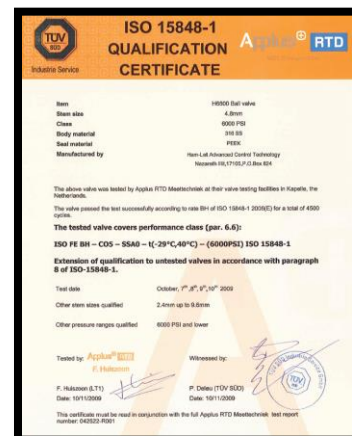 ISO 15848-1
QUALIFICATION
CERTIFICATE
TÜV
SÜD
Industrie Service
Applus RTD
Item H6800 Ball valve
Stem size 4.8mm
Class 6000 PSI
Body material 316 SS
Seal material PEEK
Manufactured by Ham-Let Advanced Control Technology
Nazareth Illit,17103,P.O.Box 824
The above valve was tested by Applus RTD Meettechniek at their valve testing facilities in Kapelle, the
Netherlands.
The valve passed the test successfully according to rate BH of ISO 15848-1 2006(E) for a total of 4500
cycles.
The tested valve covers performance class (par. 6.6):
ISO FE BH – CO5 – SSA0 – t(-29°C,40°C) – (6000PSI) ISO 15848-1
Extension of qualification to untested valves in accordance with paragraph
8 of ISO-15848-1.
Test date October, 7th ,8th, 9th,10th 2009
Other stem sizes qualified 2.4mm up to 9.6mm
Other pressure ranges qualified 6000 PSI and lower
Tested by: Applus RTD Witnessed by:
F. Hulszoon
F. Hulszoon (LT1) P. Deleu (TÜV SÜD)
Date: 10/11/2009 Date: 10/11/2009
TÜV
This certificate must be read in conjunction with the full Applus RTD Meettechniek test report
number: 042522-R001